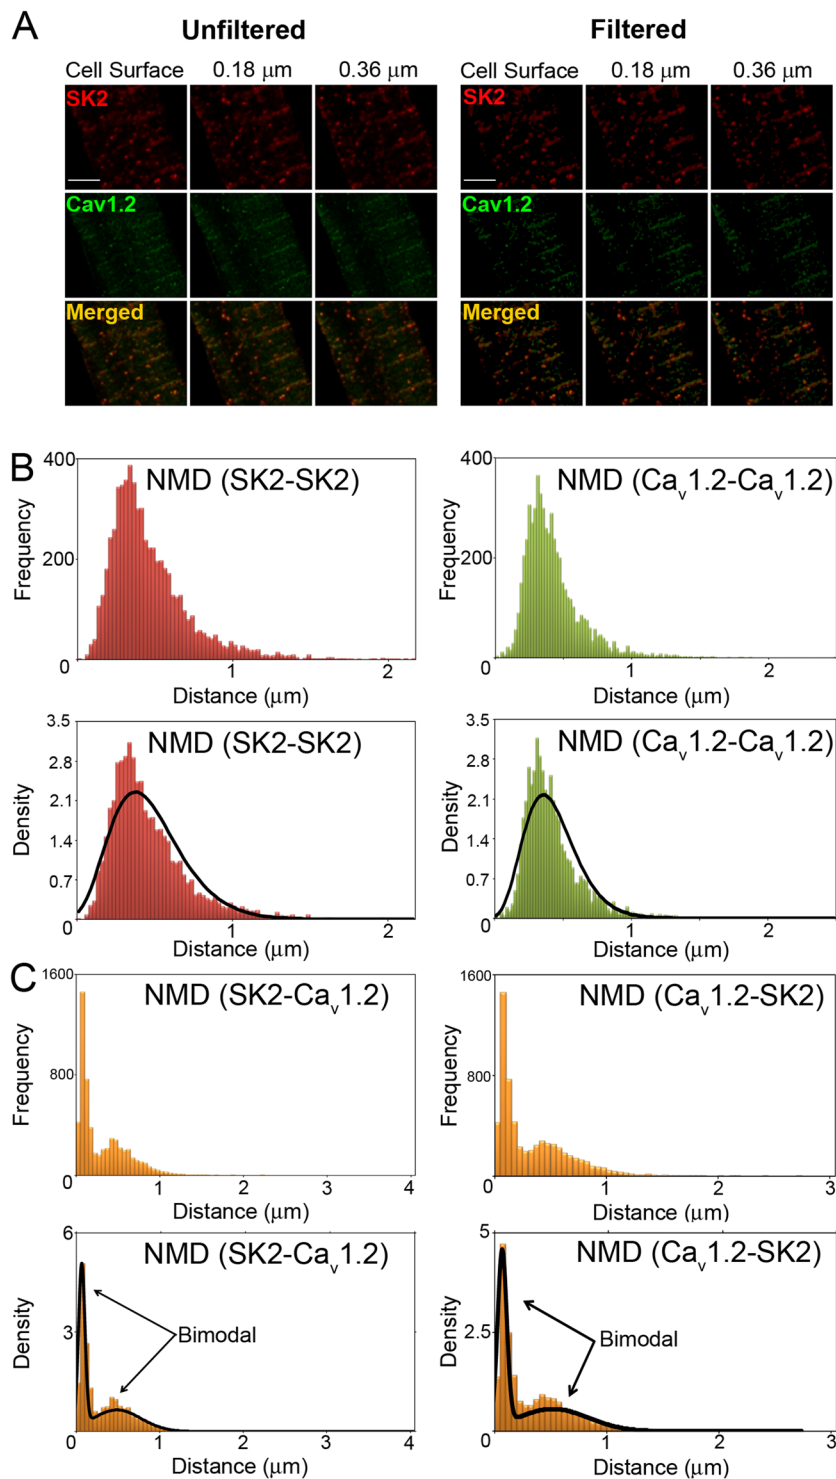 A
Unfiltered Filtered
Cell Surface 0.18 μm 0.36 μm Cell Surface 0.18 μm 0.36 μm
SK2 SK2
Cav1.2 Cav1.2
Merged Merged
B
400 NMD (SK2-SK2) 400 NMD (Cav1.2-Cav1.2)
Frequency Frequency
200 200
0 1 2 0 1 2
Distance (μm) Distance (μm)
3.5 NMD (SK2-SK2) 3.5 NMD (Cav1.2-Cav1.2)
2.8 2.8
2.1 2.1
Density Density
1.4 1.4
0.7 0.7
0 0
1 2 1 2
Distance (μm) Distance (μm)
C
1600 NMD (SK2-Cav1.2) 1600 NMD (Cav1.2-SK2)
Frequency Frequency
800 800
0 0
0 1 2 3 4 0 1 2 3
Distance (μm) Distance (μm)
6 NMD (SK2-Cav1.2) 5 NMD (Cav1.2-SK2)
Density Density
3 Bimodal 2.5 Bimodal
0 0
0 1 2 3 4 0 1 2 3
Distance (μm) Distance (μm)